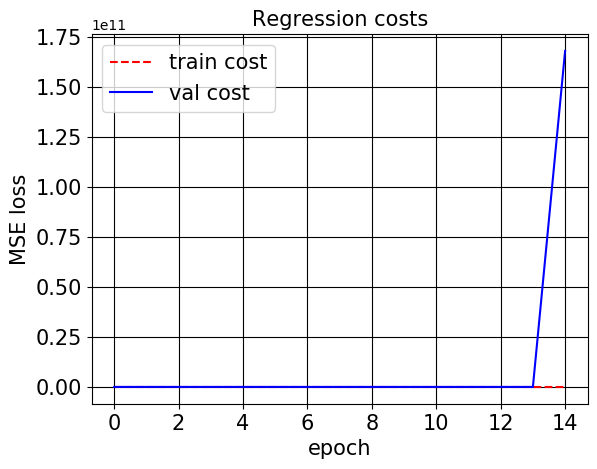 Regression costs
1e11
1.75
1.50
1.25
1.00
0.75
0.50
0.25
0.00
MSE loss
train cost
val cost
0 2 4 6 8 10 12 14
epoch